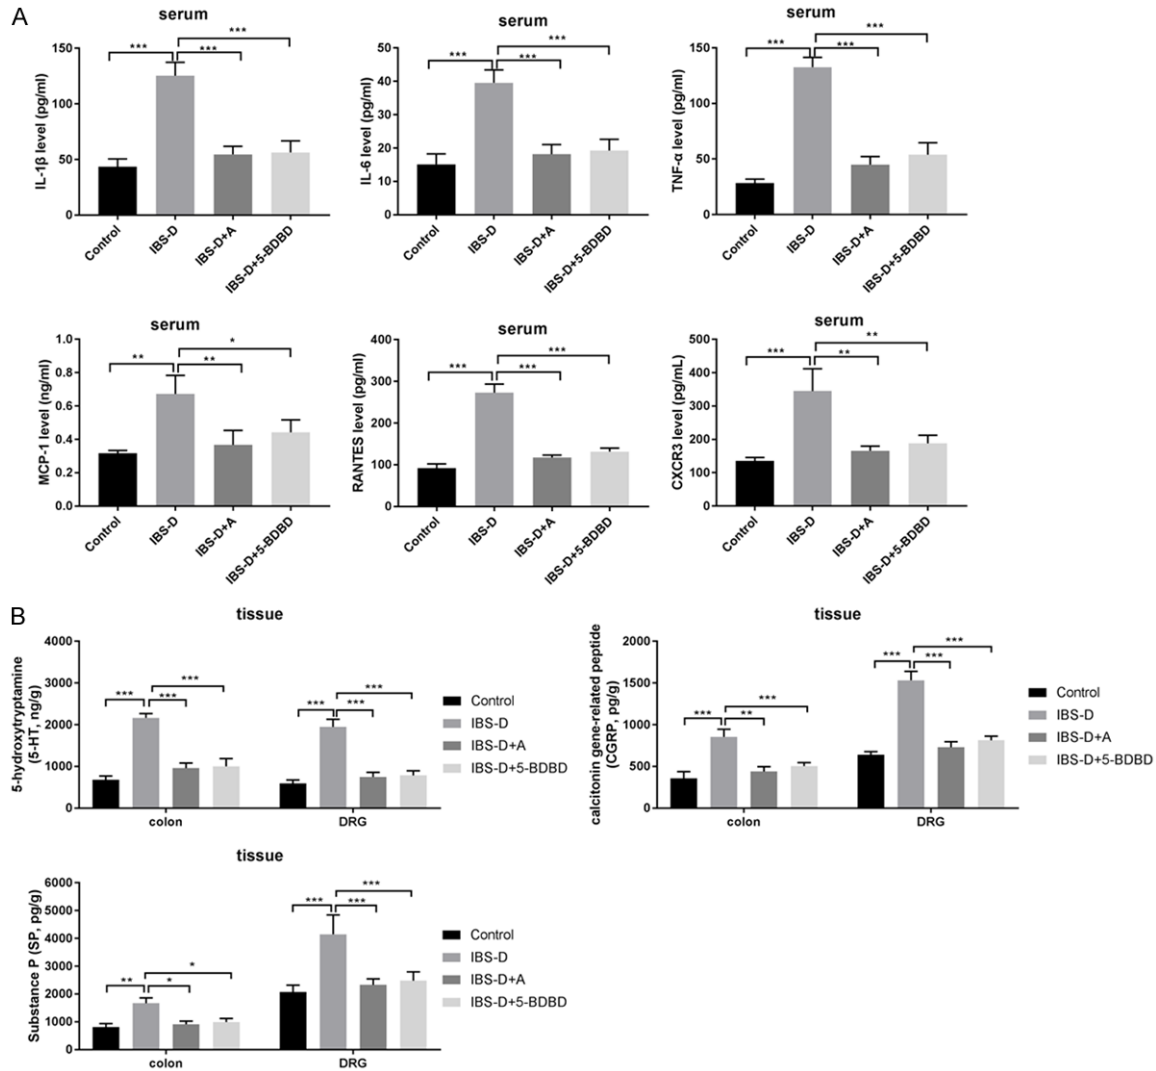 A
serum
IL-1β level (pg/ml)
150
100
50
0
***
***
***
Control
IBS-D
IBS-D+A
IBS-D+5-BDBD
serum
IL-6 level (pg/ml)
50
40
30
20
10
0
***
***
***
Control
IBS-D
IBS-D+A
IBS-D+5-BDBD
serum
TNF-α level (pg/ml)
150
100
50
0
***
***
***
Control
IBS-D
IBS-D+A
IBS-D+5-BDBD
serum
MCP-1 level (ng/ml)
1.0
0.8
0.6
0.4
0.2
0.0
**
**
*
Control
IBS-D
IBS-D+A
IBS-D+5-BDBD
serum
RANTES level (pg/ml)
400
300
200
100
0
***
***
***
Control
IBS-D
IBS-D+A
IBS-D+5-BDBD
serum
CXCR3 level (pg/mL)
500
400
300
200
100
0
***
**
**
Control
IBS-D
IBS-D+A
IBS-D+5-BDBD
B
tissue
5-hydroxytryptamine
(5-HT, ng/g)
4000
3000
2000
1000
0
***
***
***
***
***
***
colon
DRG
Control
IBS-D
IBS-D+A
IBS-D+5-BDBD
tissue
calcitonin gene-related peptide
(CGRP, pg/g)
2000
1500
1000
500
0
***
**
***
***
***
***
colon
DRG
Control
IBS-D
IBS-D+A
IBS-D+5-BDBD
tissue
Substance P (SP, pg/g)
6000
5000
4000
3000
2000
1000
0
**
*
*
***
***
***
colon
DRG
Control
IBS-D
IBS-D+A
IBS-D+5-BDBD